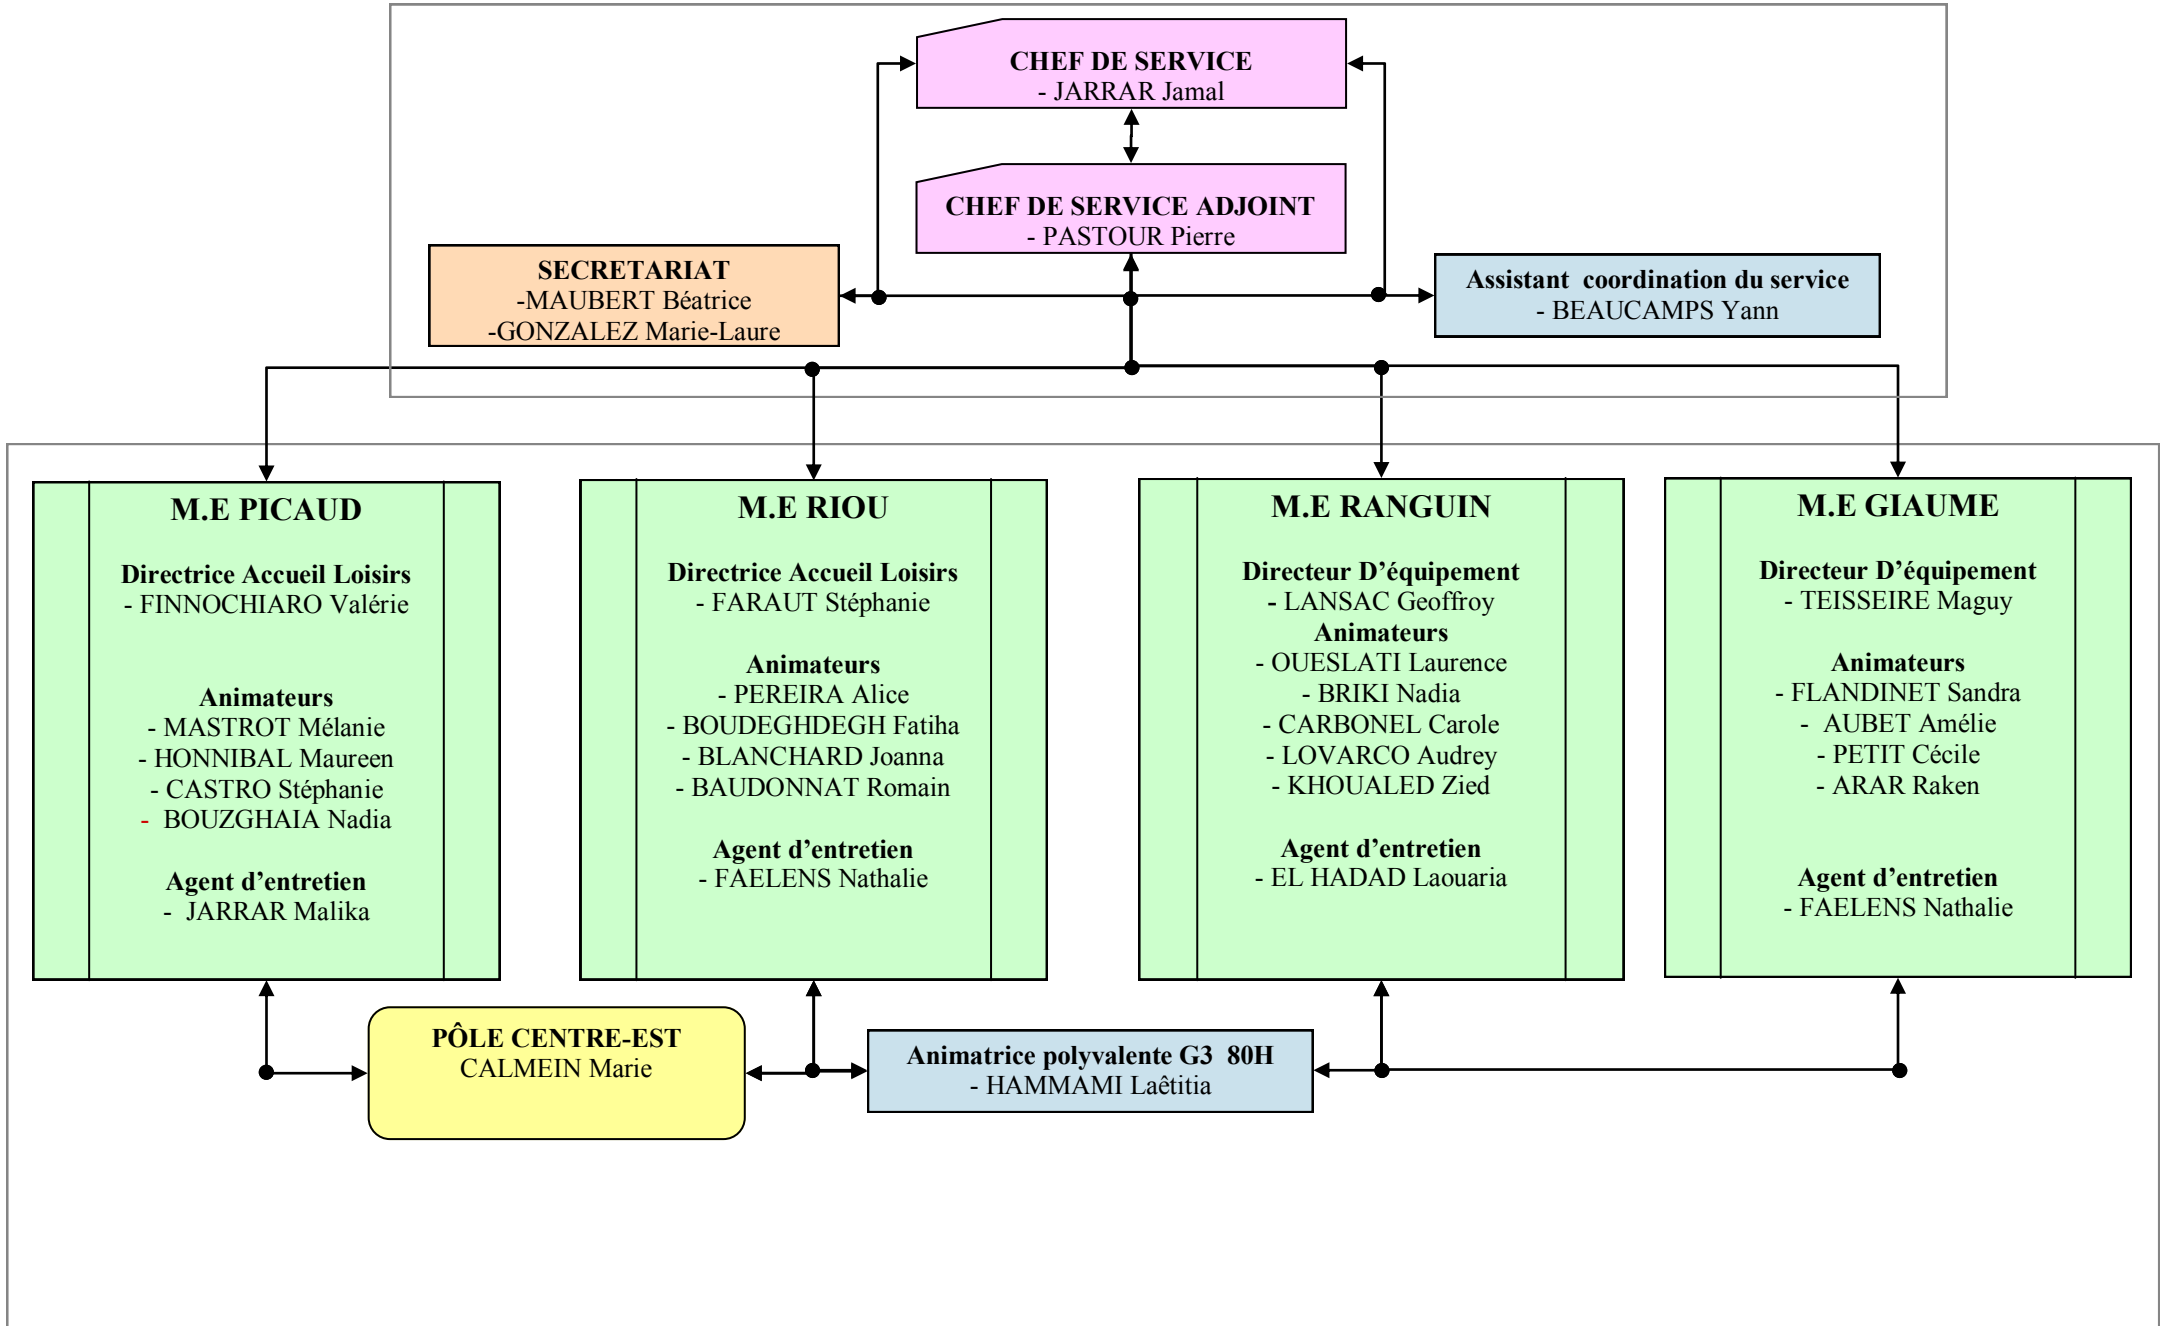 CHEF DE SERVICE
- JARRAR Jamal
CHEF DE SERVICE ADJOINT
- PASTOUR Pierre
SECRETARIAT
-MAUBERT Béatrice
-GONZALEZ Marie-Laure
Assistant coordination du service
- BEAUCAMPS Yann
M.E PICAUD
Directrice Accueil Loisirs
- FINNOCHIARO Valérie
Animateurs
- MASTROT Mélanie
- HONNIBAL Maureen
- CASTRO Stéphanie
- BOUZGHAIA Nadia
Agent d’entretien
- JARRAR Malika
M.E RIOU
Directrice Accueil Loisirs
- FARAUT Stéphanie
Animateurs
- PEREIRA Alice
- BOUDEGHDEGH Fatiha
- BLANCHARD Joanna
- BAUDONNAT Romain
Agent d’entretien
- FAELENS Nathalie
M.E RANGUIN
Directeur D’équipement
- LANSAC Geoffroy
Animateurs
- OUESLATI Laurence
- BRIKI Nadia
- CARBONEL Carole
- LOVARCO Audrey
- KHOUALED Zied
Agent d’entretien
- EL HADAD Laouaria
M.E GIAUME
Directeur D’équipement
- TEISSEIRE Maguy
Animateurs
- FLANDINET Sandra
- AUBET Amélie
- PETIT Cécile
- ARAR Raken
Agent d’entretien
- FAELENS Nathalie
PÔLE CENTRE-EST
CALMEIN Marie
Animatrice polyvalente G3 80H
- HAMMAMI Laêtitia